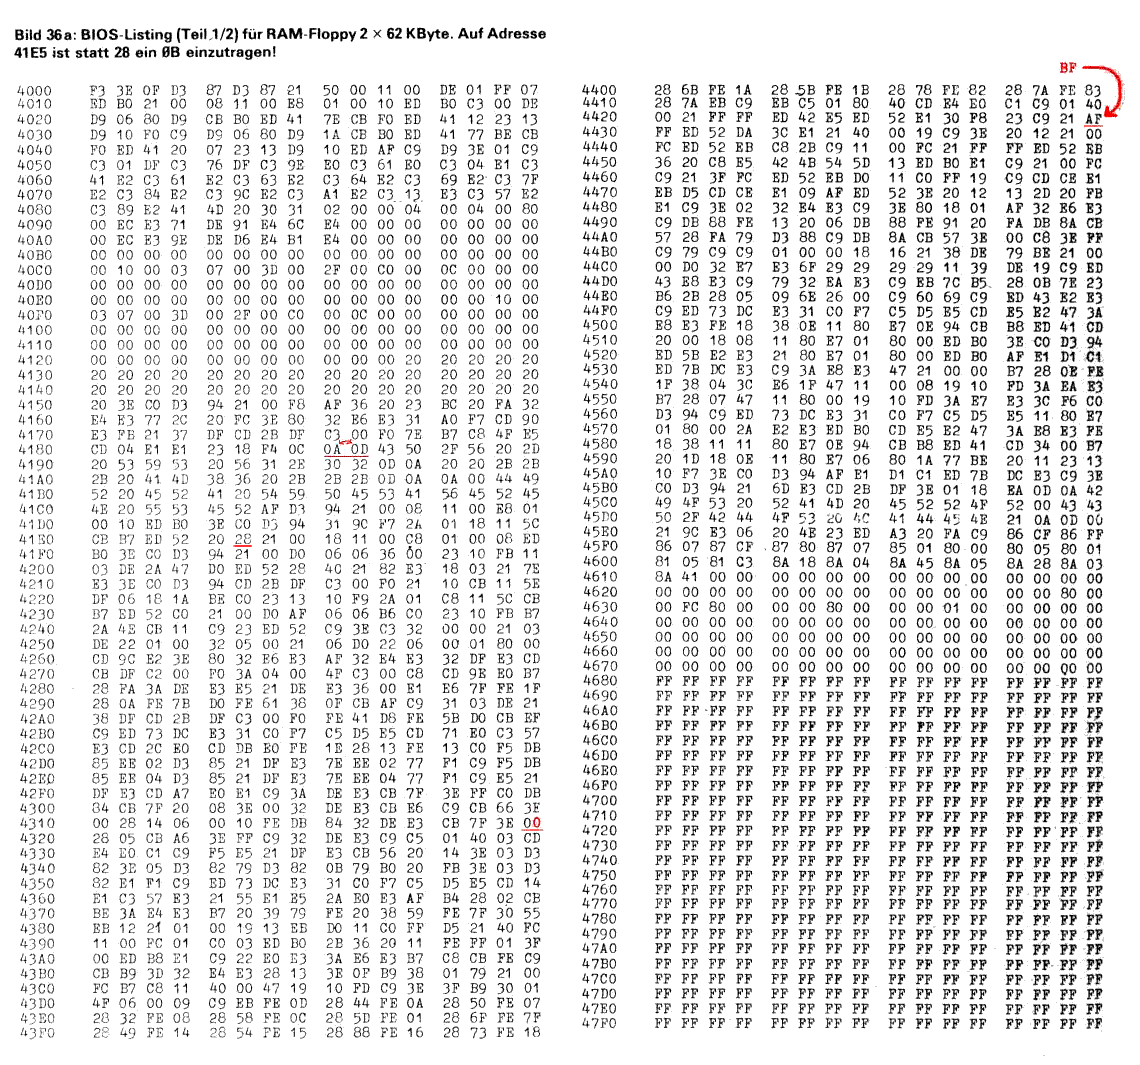 Bild 36a: BIOS-Listing (Teil 1/2) für RAM-Floppy 2 × 62 KByte. Auf Adresse
41E5 ist statt 28 ein ØB einzutragen!
4000 F3 3E 0F D3 87 D3 87 21 50 00 11 00 DE 01 FF 07
4010 ED B0 21 00 08 11 00 E8 01 00 10 ED B0 C3 00 DE
4020 D9 06 80 D9 CB B0 ED 41 7E CB F0 ED 41 12 23 13
4030 D9 10 F0 C9 D9 06 80 D9 1A CB B0 ED 41 77 BE CB
4040 F0 ED 41 20 07 23 13 D9 10 ED AF C9 D9 3E 01 C9
4050 C3 01 DF C3 76 DF C3 9E E0 C3 61 E0 C3 04 E1 C3
4060 41 E2 C3 61 E2 C3 63 E2 C3 64 E2 C3 69 E2 C3 7F
4070 E2 C3 84 E2 C3 9C E2 C3 A1 E2 C3 13 E3 C3 57 E2
4080 C3 89 E2 41 4D 20 30 31 02 00 00 04 00 04 00 80
4090 00 EC E3 71 DE 91 E4 6C E4 00 00 00 00 00 00 00
40A0 00 EC E3 9E DE D6 E4 B1 E4 00 00 00 00 00 00 00
40B0 00 00 00 00 00 00 00 00 00 00 00 00 00 00 00 00
40C0 00 10 00 03 07 00 3D 00 2F 00 C0 00 0C 00 00 00
40D0 00 00 00 00 00 00 00 00 00 00 00 00 00 00 00 00
40E0 00 00 00 00 00 00 00 00 00 00 00 00 00 00 10 00
40F0 03 07 00 3D 00 2F 00 C0 00 0C 00 00 00 00 00 00
4100 00 00 00 00 00 00 00 00 00 00 00 00 00 00 00 00
4110 00 00 00 00 00 00 00 00 00 00 00 00 00 00 00 00
4120 00 00 00 00 00 00 00 00 00 00 00 00 20 20 20 20
4130 20 20 20 20 20 20 20 20 20 20 20 20 20 20 20 20
4140 20 20 20 20 20 20 20 20 20 20 20 20 20 20 20 20
4150 20 3E C0 D3 94 21 00 F8 AF 36 20 23 BC 20 FA 32
4160 E4 E3 77 2C 20 FC 3E 80 32 E6 E3 31 A0 F7 CD 90
4170 E3 FB 21 37 DF CD 2B DF C3 00 F0 7E B7 C8 4F E5
4180 CD 04 E1 E1 23 18 F4 0C 0A 0D 43 50 2F 56 20 2D
4190 20 53 59 53 20 56 31 2E 30 32 0D 0A 20 20 2B 2B
41A0 2B 20 41 4D 38 36 20 2B 2B 2B 0D 0A 0A 00 44 49
41B0 52 20 45 52 41 20 54 59 50 45 53 41 56 45 52 45
41C0 4E 20 55 53 45 52 AF D3 94 21 00 08 11 00 E8 01
41D0 00 10 ED B0 3E C0 D3 94 31 9C F7 2A 01 18 11 5C
41E0 CB B7 ED 52 20 28 21 00 18 11 00 C8 01 00 08 ED
41F0 B0 3E C0 D3 94 21 00 D0 06 06 36 00 23 10 FB 11
4200 03 DE 2A 47 D0 ED 52 28 40 21 82 E3 18 03 21 7E
4210 E3 3E C0 D3 94 CD 2B DF C3 00 F0 21 10 CB 11 5E
4220 DF 06 18 1A BE C0 23 13 10 F9 2A 01 C8 11 5C CB
4230 B7 ED 52 C0 21 00 D0 AF 06 06 B6 C0 23 10 FB B7
4240 2A 4E CB 11 C9 23 ED 52 C9 3E C3 32 00 00 21 03
4250 DE 22 01 00 32 05 00 21 06 D0 22 06 00 01 80 00
4260 CD 9C E2 3E 80 32 E6 E3 AF 32 E4 E3 32 DF E3 CD
4270 CB DF C2 00 F0 3A 04 00 4F C3 00 C8 CD 9E E0 B7
4280 28 FA 3A DE E3 E5 21 DE E3 36 00 E1 E6 7F FE 1F
4290 28 0A FE 7B D0 FE 61 38 0F CB AF C9 31 03 DE 21
42A0 38 DF CD 2B DF C3 00 F0 FE 41 D8 FE 5B D0 CB EF
42B0 C9 ED 73 DC E3 31 C0 F7 C5 D5 E5 CD 71 E0 C3 57
42C0 E3 CD 2C E0 CD DB E0 FE 1E 28 13 FE 13 C0 F5 DB
42D0 85 EE 02 D3 85 21 DF E3 7E EE 02 77 F1 C9 F5 DB
42E0 85 EE 04 D3 85 21 DF E3 7E EE 04 77 F1 C9 E5 21
42F0 DF E3 CD A7 E0 E1 C9 3A DE E3 CB 7F 3E FF C0 DB
4300 84 CB 7F 20 08 3E 00 32 DE E3 CB E6 C9 CB 66 3E
4310 00 28 14 06 00 10 FE DB 84 32 DE E3 CB 7F 3E 00
4320 28 05 CB A6 3E FF C9 32 DE E3 C9 C5 01 40 03 CD
4330 E4 E0 C1 C9 F5 E5 21 DF E3 CB 56 20 14 3E 03 D3
4340 82 3E 05 D3 82 79 D3 82 0B 79 B0 20 FB 3E 03 D3
4350 82 E1 F1 C9 ED 73 DC E3 31 C0 F7 C5 D5 E5 CD 14
4360 E1 C3 57 E3 21 55 E1 E5 2A E0 E3 AF B4 28 02 CB
4370 BE 3A E4 E3 B7 20 39 79 FE 20 38 59 FE 7F 30 55
4380 EB 12 21 01 00 19 13 EB D0 11 C0 FF D5 21 40 FC
4390 11 00 FC 01 C0 03 ED B0 2B 36 20 11 FE FF 01 3F
43A0 00 ED B8 E1 C9 22 E0 E3 3A E6 E3 B7 C8 CB FE C9
43B0 CB B9 3D 32 E4 E3 28 13 3E 0F B9 38 01 79 21 00
43C0 FC B7 C8 11 40 00 47 19 10 FD C9 3E 3F B9 30 01
43D0 4F 06 00 09 C9 EB FE 0D 28 44 FE 0A 28 50 FE 07
43E0 28 32 FE 08 28 58 FE 0C 28 5D FE 01 28 6F FE 7F
43F0 28 49 FE 14 28 54 FE 15 28 88 FE 16 28 73 FE 18
BF
4400 28 6B FE 1A 28 5B FE 1B 28 78 FE 82 28 7A FE 83
4410 28 7A EB C9 EB C5 01 80 40 CD E4 E0 C1 C9 01 40
4420 00 21 FF FF ED 42 E5 ED 52 E1 30 F8 23 C9 21 AF
4430 FF ED 52 DA 3C E1 21 40 00 19 C9 3E 20 12 21 00
4440 FC ED 52 EB C8 2B C9 11 00 FC 21 FF FF ED 52 EB
4450 36 20 C8 E5 42 4B 54 5D 13 ED B0 E1 C9 21 00 FC
4460 C9 21 3F FC ED 52 EB D0 11 C0 FF 19 C9 CD CE E1
4470 EB D5 CD CE E1 09 AF ED 52 3E 20 12 13 2D 20 FB
4480 E1 C9 3E 02 32 E4 E3 C9 3E 80 18 01 AF 32 E6 E3
4490 C9 DB 88 FE 13 20 06 DB 88 FE 91 20 FA DB 8A CB
44A0 57 28 FA 79 D3 88 C9 DB 8A CB 57 3E 00 C8 3E FF
44B0 C9 79 C9 C9 01 00 00 18 16 21 38 DE 79 BE 21 00
44C0 00 D0 32 E7 E3 6F 29 29 29 29 11 39 DE 19 C9 ED
44D0 43 E8 E3 C9 79 32 EA E3 C9 EB 7C B5 28 0B 7E 23
44E0 B6 2B 28 05 09 6E 26 00 C9 60 69 C9 ED 43 E2 E3
44F0 C9 ED 73 DC E3 31 C0 F7 C5 D5 E5 CD E5 E2 47 3A
4500 E8 E3 FE 18 38 0E 11 80 E7 0E 94 CB B8 ED 41 CD
4510 20 00 18 08 11 80 E7 01 80 00 ED B0 3E C0 D3 94
4520 ED 5B E2 E3 21 80 E7 01 80 00 ED B0 AF E1 D1 C1
4530 ED 7B DC E3 C9 3A E8 E3 47 21 00 00 B7 28 0E FE
4540 1F 38 04 3C E6 1F 47 11 00 08 19 10 FD 3A EA E3
4550 B7 28 07 47 11 80 00 19 10 FD 3A E7 E3 3C F6 C0
4560 D3 94 C9 ED 73 DC E3 31 C0 F7 C5 D5 E5 11 80 E7
4570 01 80 00 2A E2 E3 ED B0 CD E5 E2 47 3A E8 E3 FE
4580 18 38 11 11 80 E7 0E 94 CB B8 ED 41 CD 34 00 B7
4590 20 1D 18 0E 11 80 E7 06 80 1A 77 BE 20 11 23 13
45A0 10 F7 3E C0 D3 94 AF E1 D1 C1 ED 7B DC E3 C9 3E
45B0 C0 D3 94 21 6D E3 CD 2B DF 3E 01 18 EA 0D 0A 42
45C0 49 4F 53 20 52 41 4D 20 45 52 52 4F 52 00 43 43
45D0 50 2F 42 44 4F 53 20 4C 41 44 45 4E 21 0A 0D 00
45E0 21 9C E3 06 20 4E 23 ED A3 20 FA C9 86 CF 86 FF
45F0 86 07 87 CF 87 80 87 07 85 01 80 00 80 05 80 01
4600 81 05 81 C3 8A 18 8A 04 8A 45 8A 05 8A 28 8A 03
4610 8A 41 00 00 00 00 00 00 00 00 00 00 00 00 00 00
4620 00 00 00 00 00 00 00 00 00 00 00 00 00 00 80 00
4630 00 FC 80 00 00 00 80 00 00 00 01 00 00 00 00 00
4640 00 00 00 00 00 00 00 00 00 00 00 00 00 00 00 00
4650 00 00 00 00 00 00 00 00 00 00 00 00 00 00 00 00
4660 00 00 00 00 00 00 00 00 00 00 00 00 00 00 00 00
4670 00 00 00 00 00 00 00 00 00 00 00 00 00 00 00 00
4680 FF FF FF FF FF FF FF FF FF FF FF FF FF FF FF FF
4690 FF FF FF FF FF FF FF FF FF FF FF FF FF FF FF FF
46A0 FF FF FF FF FF FF FF FF FF FF FF FF FF FF FF FF
46B0 FF FF FF FF FF FF FF FF FF FF FF FF FF FF FF FF
46C0 FF FF FF FF FF FF FF FF FF FF FF FF FF FF FF FF
46D0 FF FF FF FF FF FF FF FF FF FF FF FF FF FF FF FF
46E0 FF FF FF FF FF FF FF FF FF FF FF FF FF FF FF FF
46F0 FF FF FF FF FF FF FF FF FF FF FF FF FF FF FF FF
4700 FF FF FF FF FF FF FF FF FF FF FF FF FF FF FF FF
4710 FF FF FF FF FF FF FF FF FF FF FF FF FF FF FF FF
4720 FF FF FF FF FF FF FF FF FF FF FF FF FF FF FF FF
4730 FF FF FF FF FF FF FF FF FF FF FF FF FF FF FF FF
4740 FF FF FF FF FF FF FF FF FF FF FF FF FF FF FF FF
4750 FF FF FF FF FF FF FF FF FF FF FF FF FF FF FF FF
4760 FF FF FF FF FF FF FF FF FF FF FF FF FF FF FF FF
4770 FF FF FF FF FF FF FF FF FF FF FF FF FF FF FF FF
4780 FF FF FF FF FF FF FF FF FF FF FF FF FF FF FF FF
4790 FF FF FF FF FF FF FF FF FF FF FF FF FF FF FF FF
47A0 FF FF FF FF FF FF FF FF FF FF FF FF FF FF FF FF
47B0 FF FF FF FF FF FF FF FF FF FF FF FF FF FF FF FF
47C0 FF FF FF FF FF FF FF FF FF FF FF FF FF FF FF FF
47D0 FF FF FF FF FF FF FF FF FF FF FF FF FF FF FF FF
47E0 FF FF FF FF FF FF FF FF FF FF FF FF FF FF FF FF
47F0 FF FF FF FF FF FF FF FF FF FF FF FF FF FF FF FF